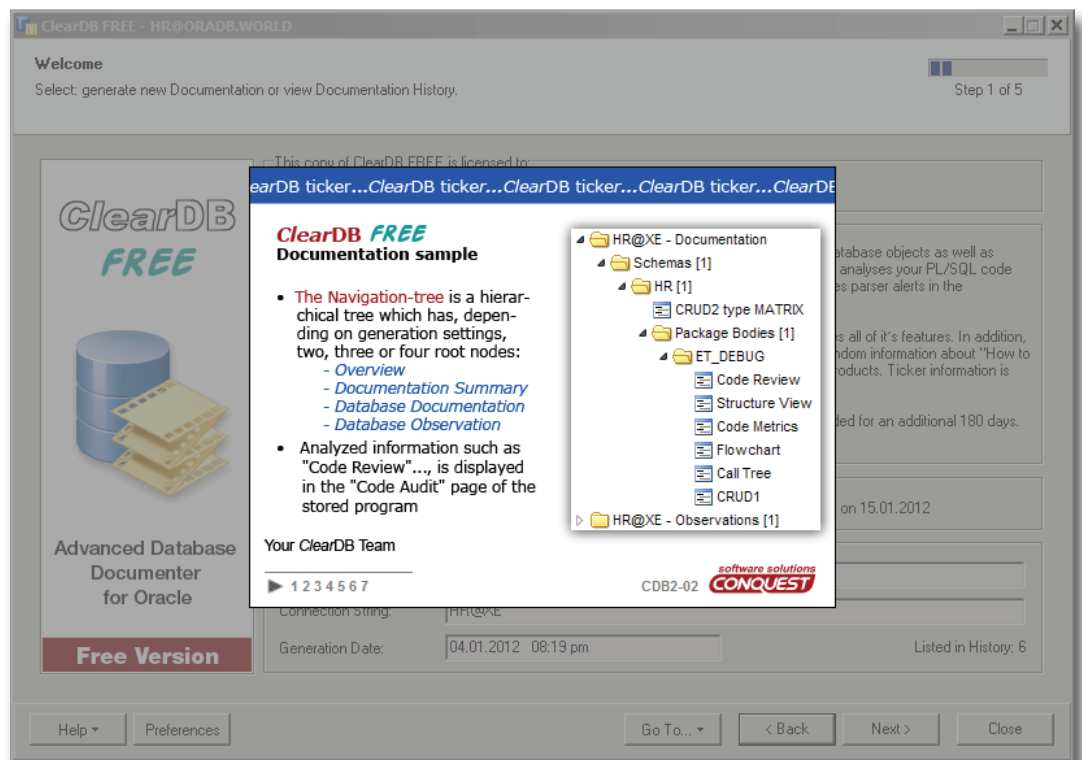 ClearDB FREE - HR@ORADB.WORLD
Welcome
Select: generate new Documentation or view Documentation History.
Step 1 of 5
This copy of ClearDB FREE is licensed to:
ClearDB
FREE
Advanced Database
Documenter
for Oracle
Free Version
earDB ticker...ClearDB ticker...ClearDB ticker...ClearDB ticker...ClearDB
ClearDB FREE
Documentation sample
• The Navigation-tree is a hierar-
chical tree which has, depen-
ding on generation settings,
two, three or four root nodes:
- Overview
- Documentation Summary
- Database Documentation
- Database Observation
• Analyzed information such as
"Code Review"..., is displayed
in the "Code Audit" page of the
stored program
Your ClearDB Team
1 2 3 4 5 6 7
HR@XE - Documentation
Schemas [1]
HR [1]
CRUD2 type MATRIX
Package Bodies [1]
ET_DEBUG
Code Review
Structure View
Code Metrics
Flowchart
Call Tree
CRUD1
HR@XE - Observations [1]
CDB2-02
software solutions
CONQUEST
atabase objects as well as
analyses your PL/SQL code
es parser alerts in the
s all of it's features. In addition,
ndom information about "How to
roducts. Ticker information is
ded for an additional 180 days.
on 15.01.2012
Connection String: HR@XE
Generation Date: 04.01.2012 08:19 pm
Listed in History: 6
Help
Preferences
Go To...
< Back
Next >
Close